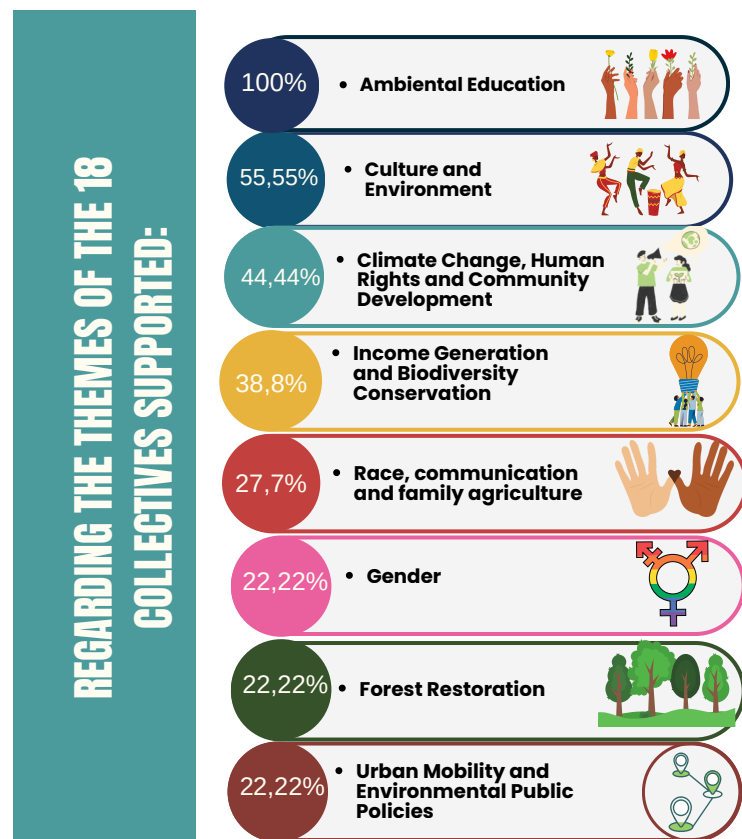 REGARDING THE THEMES OF THE 18
COLLECTIVES SUPPORTED:
100%
• Ambiental Education
55,55%
• Culture and
Environment
44,44%
• Climate Change, Human
Rights and Community
Development
38,8%
• Income Generation
and Biodiversity
Conservation
27,7%
• Race, communication
and family agriculture
22,22%
• Gender
22,22%
• Forest Restoration
22,22%
• Urban Mobility and
Environmental Public
Policies